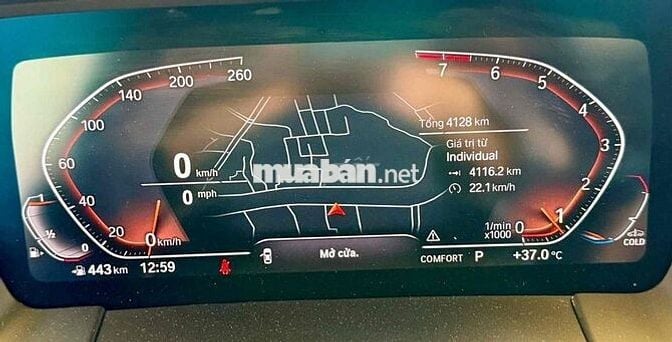 260
200
140
100
60
40
20
0 km/h
½
0
0 km/h
0 mph
muabán.net
Tổng 4128 km
Giá trị từ
Individual
4116.2 km
22.1 km/h
7
6
5
4
3
2
1
0
1/min
x1000
COLD
443 km
12:59
Mở cửa.
COMFORT
P
+37.0 °C